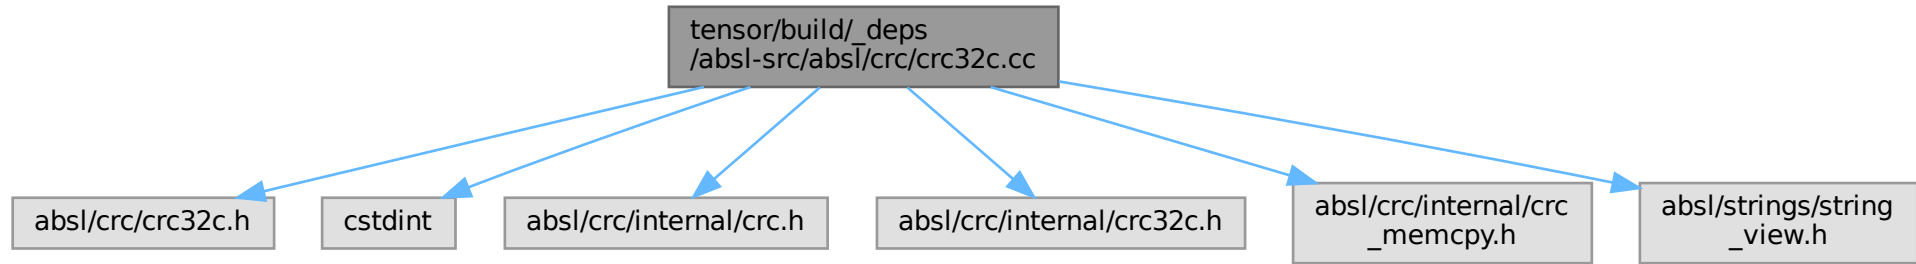 tensor/build/_deps
/absl-src/absl/crc/crc32c.cc
absl/crc/crc32c.h
cstdint
absl/crc/internal/crc.h
absl/crc/internal/crc32c.h
absl/crc/internal/crc
_memcpy.h
absl/strings/string
_view.h